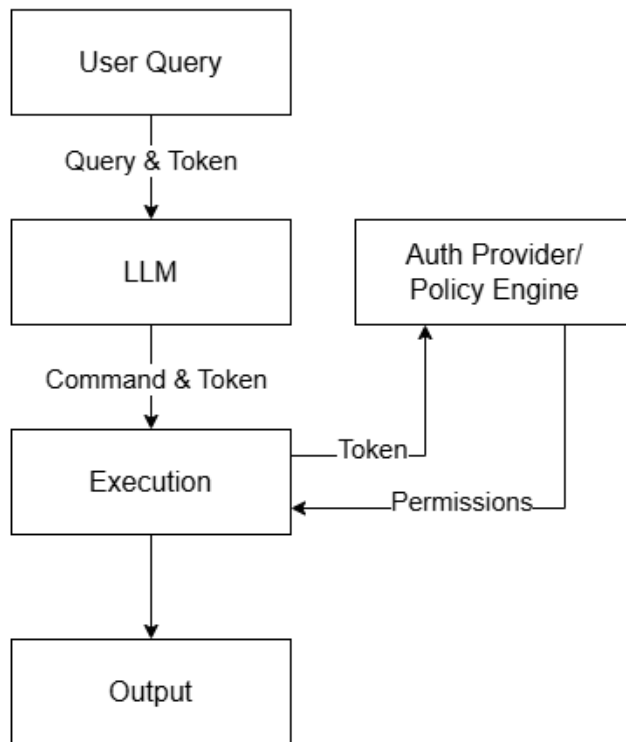 User Query
Query & Token
LLM
Auth Provider/
Policy Engine
Command & Token
Execution
Token
Permissions
Output